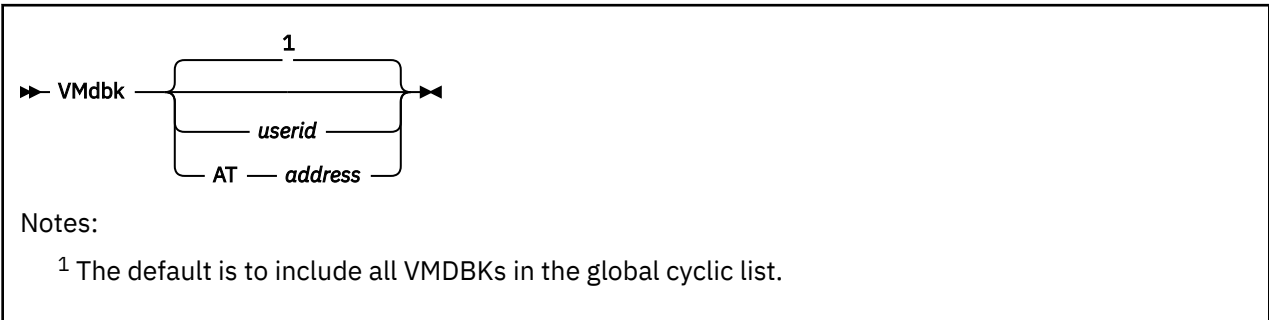 1
VMdbk
userid
AT address
Notes:
1 The default is to include all VMDBKs in the global cyclic list.